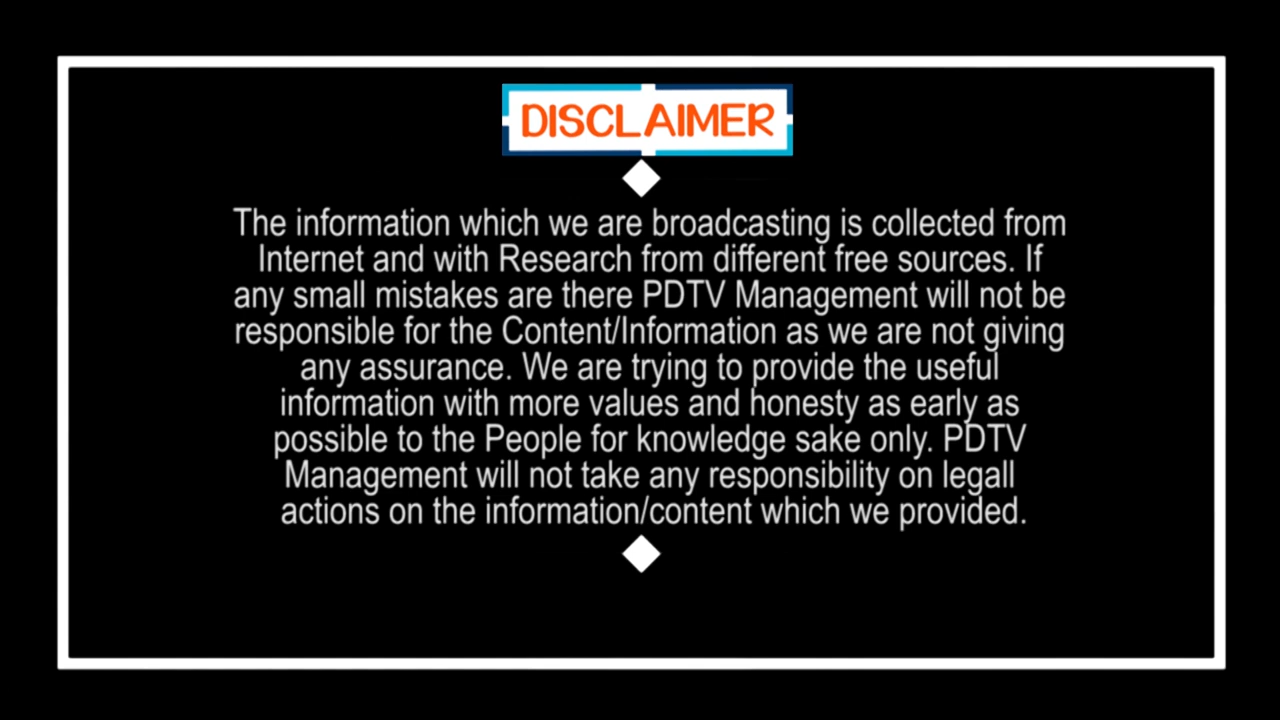 DISCLAIMER
The information which we are broadcasting is collected from
Internet and with Research from different free sources. If
any small mistakes are there PDTV Management will not be
responsible for the Content/Information as we are not giving
any assurance. We are trying to provide the useful
information with more values and honesty as early as
possible to the People for knowledge sake only. PDTV
Management will not take any responsibility on legall
actions on the information/content which we provided.